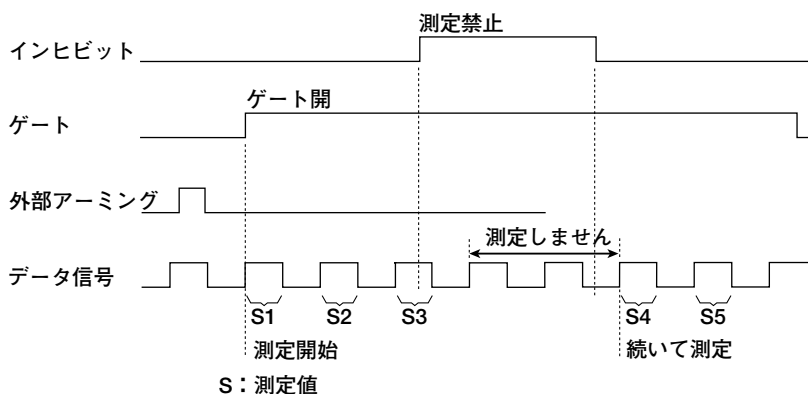 測定禁止
インヒビット
ゲート開
ゲート
外部アーミング
測定しません
データ信号
S1 S2 S3 S4 S5
測定開始 続いて測定
S：測定値